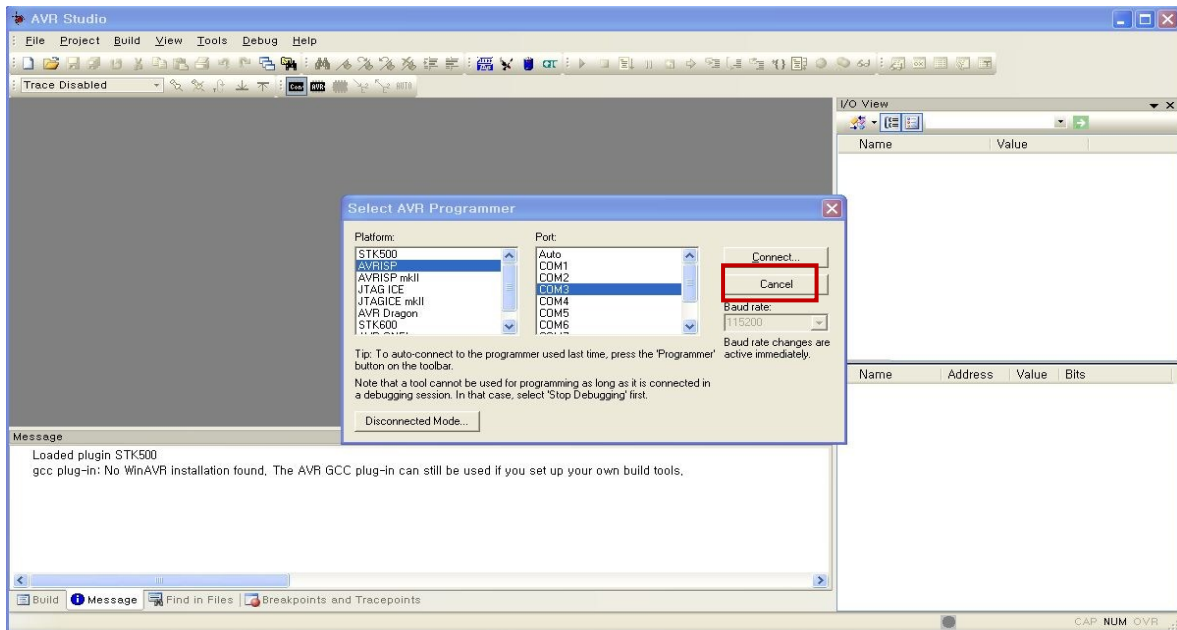 AVR Studio
File Project Build View Tools Debug Help
Trace Disabled
I/O View
Name Value
Select AVR Programmer
Platform:
Port:
STK500
AVRISP
AVRISP mkII
JTAG ICE
JTAGICE mkII
AVR Dragon
STK600
Auto
COM1
COM2
COM3
COM4
COM5
COM6
Connect...
Cancel
Baud rate:
115200
Baud rate changes are
active immediately.
Tip: To auto-connect to the programmer used last time, press the 'Programmer'
button on the toolbar.
Note that a tool cannot be used for programming as long as it is connected in
a debugging session. In that case, select 'Stop Debugging' first.
Disconnected Mode...
Name Address Value Bits
Message
Loaded plugin STK500
gcc plug-in: No WinAVR installation found, The AVR GCC plug-in can still be used if you set up your own build tools,
Build Message Find in Files Breakpoints and Tracepoints
CAP NUM OVR